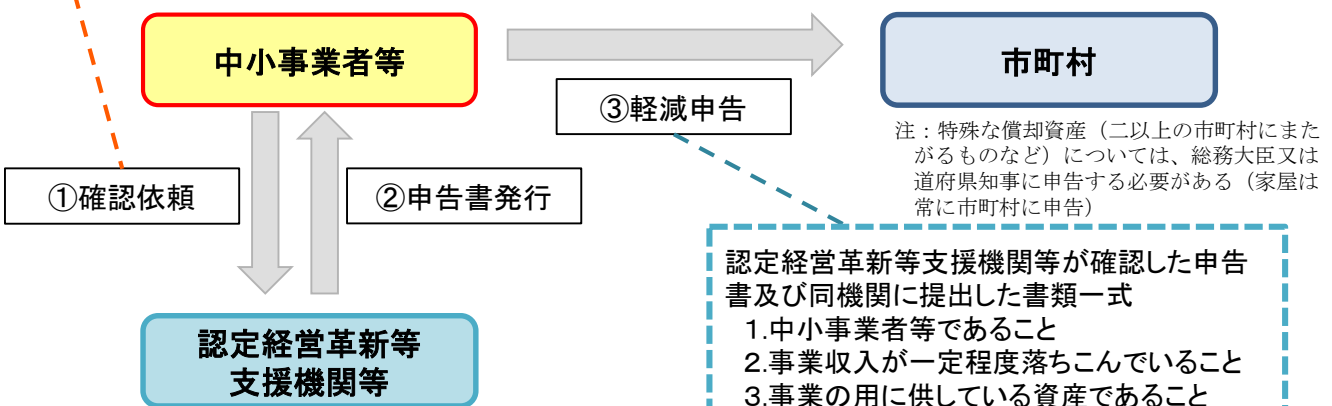 中小事業者等
市町村
③軽減申告
注：特殊な償却資産（二以上の市町村にまた
がるものなど）については、総務大臣又は
道府県知事に申告する必要がある（家屋は
常に市町村に申告）
①確認依頼
②申告書発行
認定経営革新等支援機関等が確認した申告
書及び同機関に提出した書類一式
1.中小事業者等であること
2.事業収入が一定程度落ちこんでいること
3.事業の用に供している資産であること
認定経営革新等
支援機関等